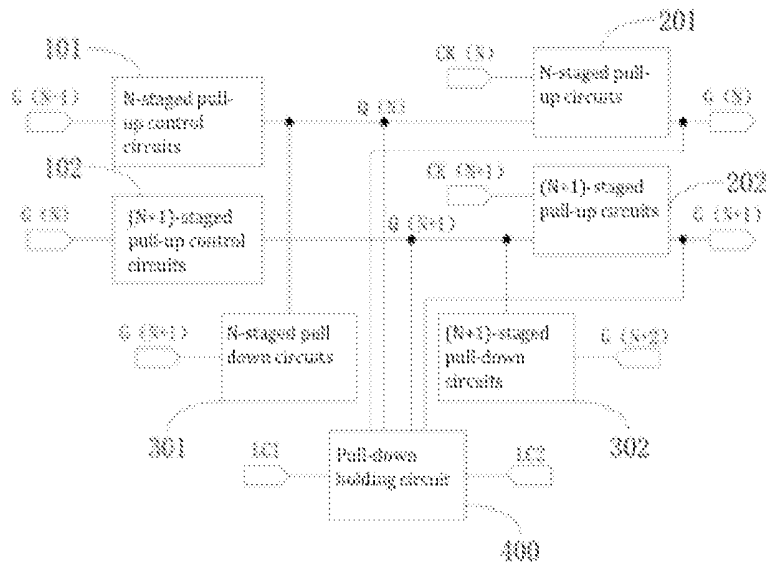 101
201
G (N-1)
N-staged pull-
up control
circuits
CK (N)
N-staged pull-
up circuits
Q (N)
G (N)
102
CK (N+1)
(N+1)- staged
pull-up circuits
202
G (N)
(N+1)-staged
pull-up control
circuits
Q (N+1)
G (N+1)
G (N+1)
N-staged pull
down circuits
(N+1)-staged
pull-down
circuits
G (N+2)
301
302
LC1
Pull-down
holding circuit
LC2
400